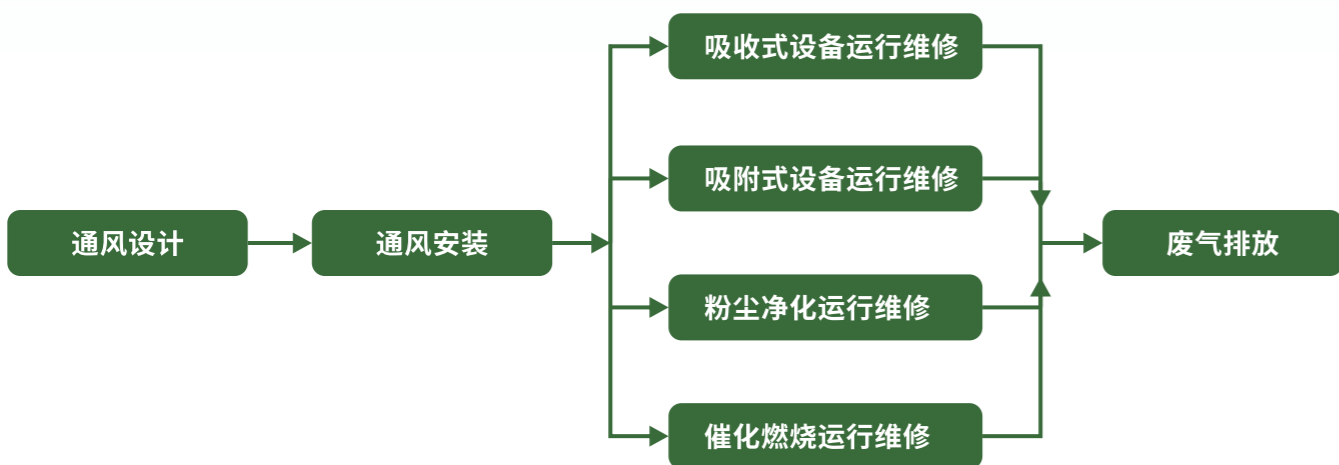 吸收式设备运行维修
吸附式设备运行维修
通风设计
通风安装
废气排放
粉尘净化运行维修
催化燃烧运行维修